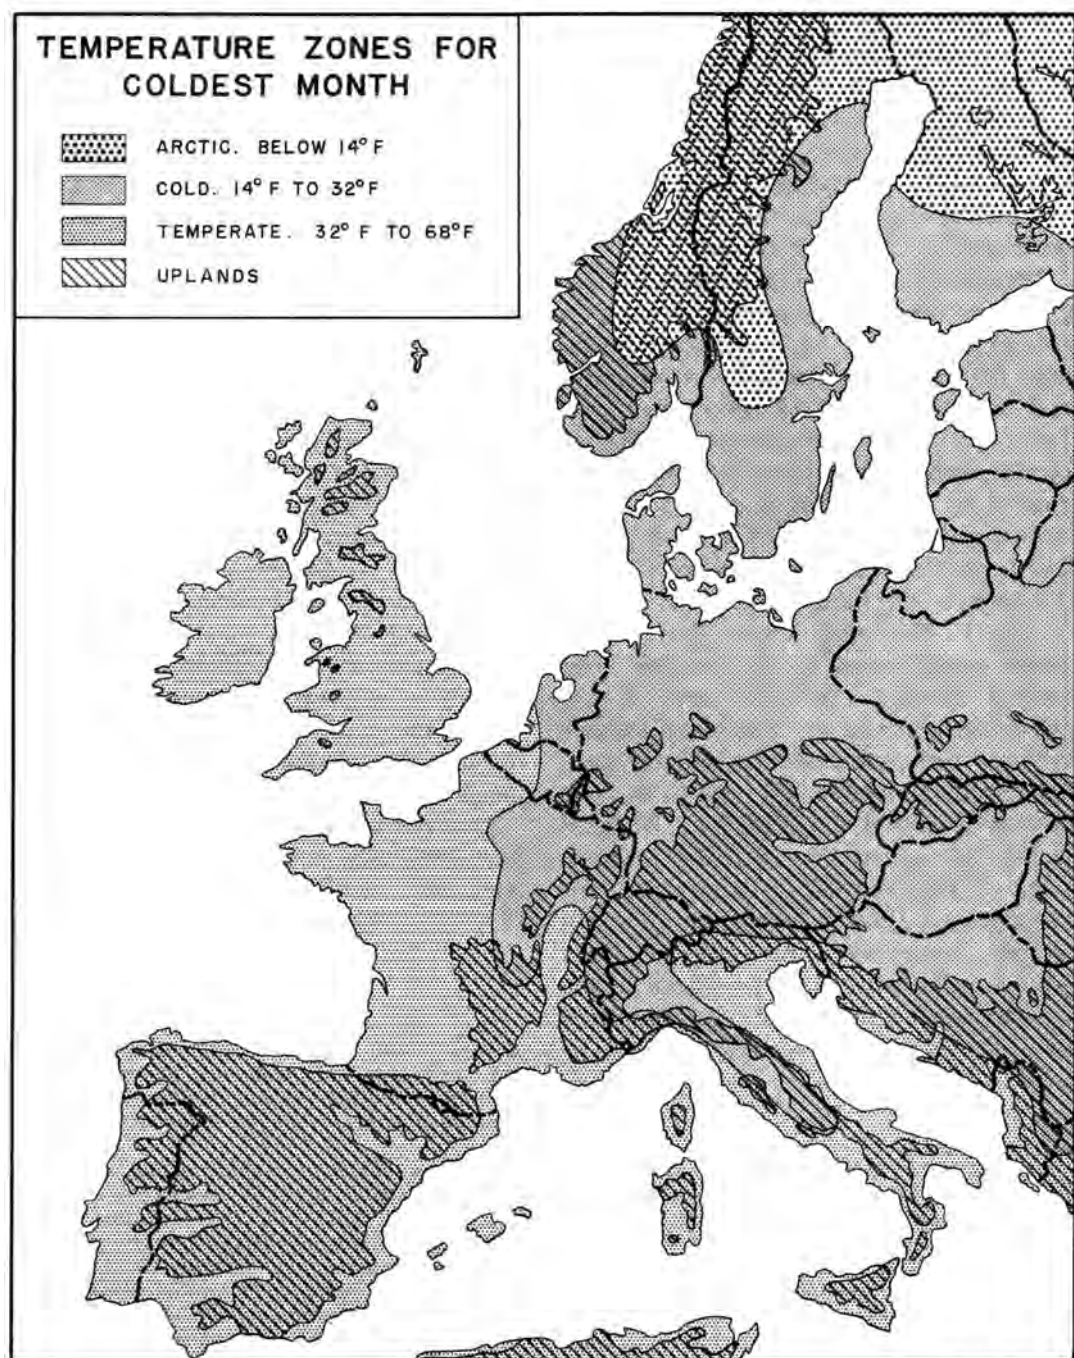 TEMPERATURE ZONES FOR
COLDEST MONTH
ARCTIC. BELOW 14° F
COLD. 14° F TO 32° F
TEMPERATE. 32° F TO 68° F
UPLANDS